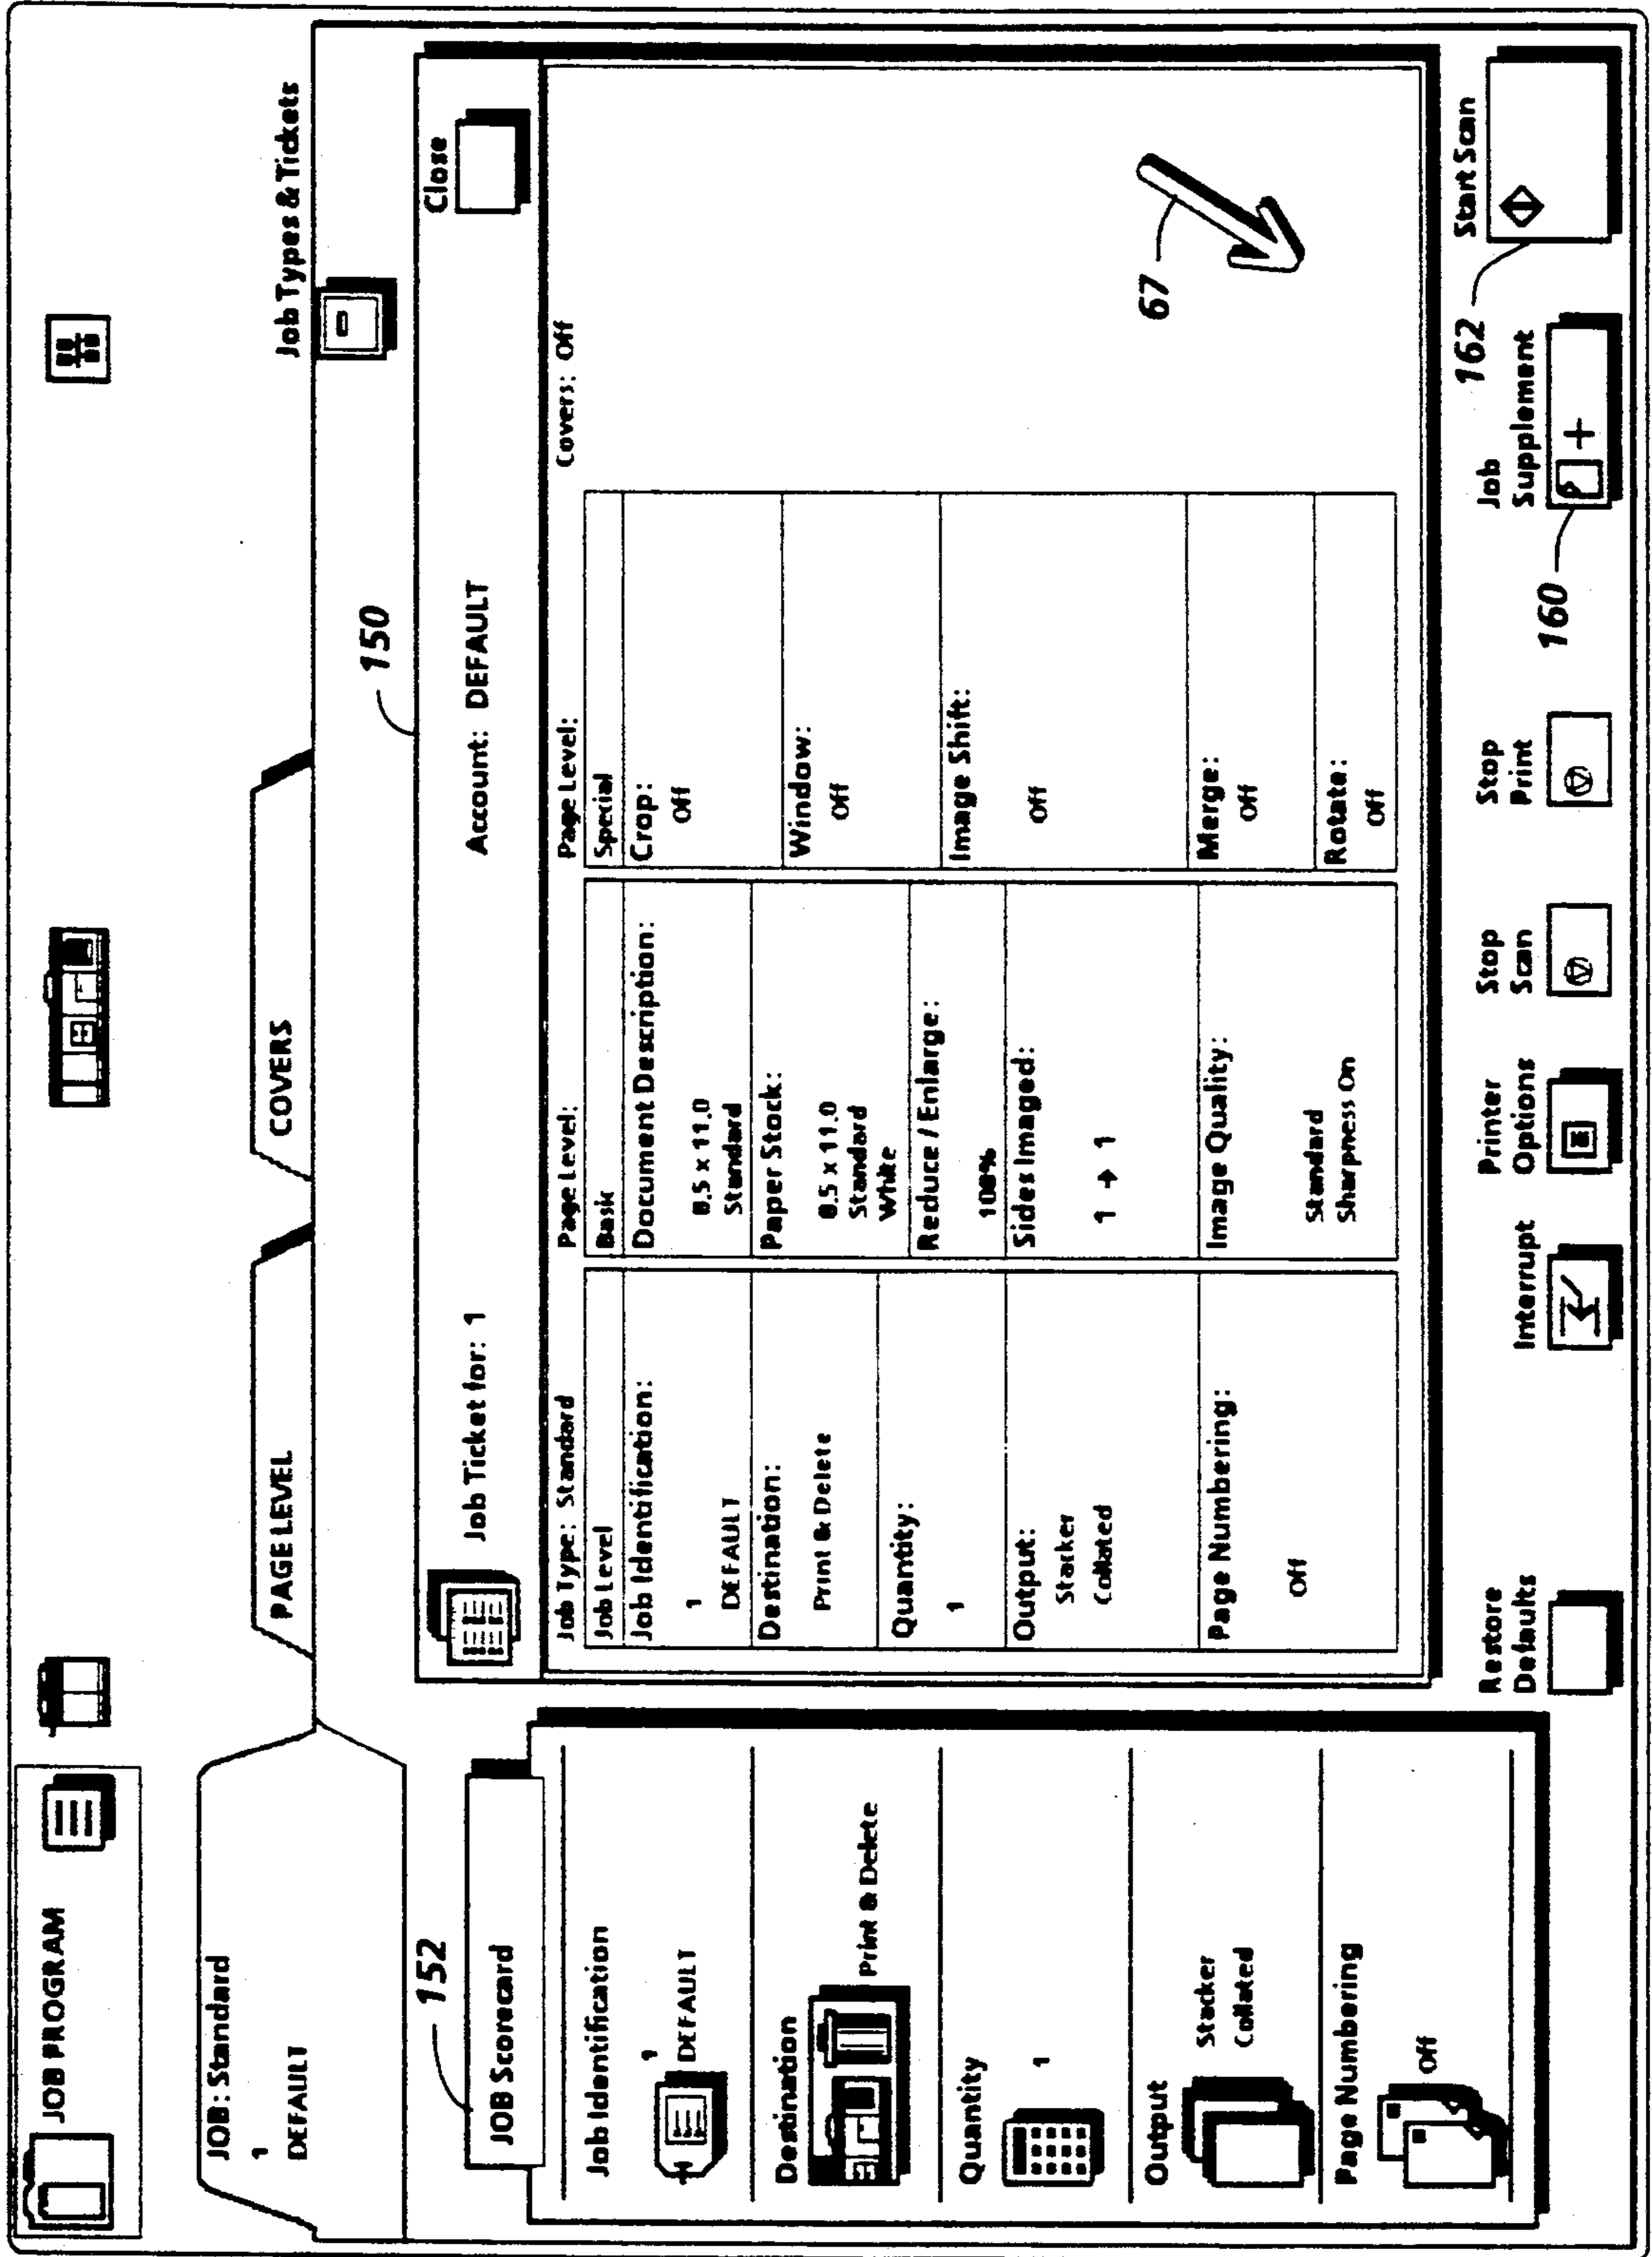 JOB PROGRAM
JOB: Standard
1
DEFAULT
PAGE LEVEL
COVERS
Job Types & Tickets
152
JOB Scorecard
Job Identification
1
DEFAULT
Destination
Print & Delete
Quantity
1
Output
Stacker
Collated
Page Numbering
Off
150
Job Ticket for: 1
Account: DEFAULT
Close
Job Type: Standard
Job Level
Job Identification:
1
DEFAULT
Destination:
Print & Delete
Quantity:
1
Output:
Stacker
Collated
Page Numbering:
Off
Page Level:
Basic
Document Description:
8.5 x 11.0
Standard
Paper Stock:
8.5 x 11.0
Standard
White
Reduce / Enlarge:
100%
Sides Imaged:
1 → 1
Image Quality:
Standard
Sharpness On
Page Level:
Special
Crop:
Off
Window:
Off
Image Shift:
Off
Merge:
Off
Rotate:
Off
Covers: Off
67
Restore
Defaults
Interrupt
Printer
Options
Stop
Scan
Stop
Print
160
Job
Supplement
162
Start Scan